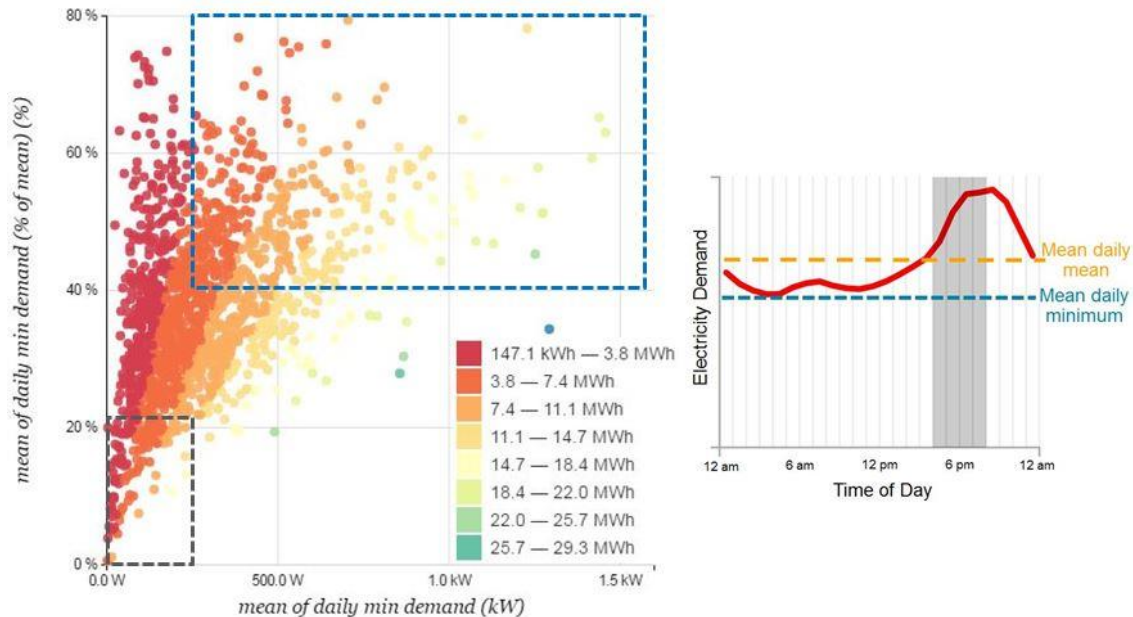 mean of daily min demand (% of mean) (%)
80 %
60 %
40 %
20 %
0 %
0.0 W
500.0 W
1.0 kW
1.5 kW
mean of daily min demand (kW)
147.1 kWh — 3.8 MWh
3.8 — 7.4 MWh
7.4 — 11.1 MWh
11.1 — 14.7 MWh
14.7 — 18.4 MWh
18.4 — 22.0 MWh
22.0 — 25.7 MWh
25.7 — 29.3 MWh
Electricity Demand
Mean daily
mean
Mean daily
minimum
12 am
6 am
12 pm
6 pm
12 am
Time of Day